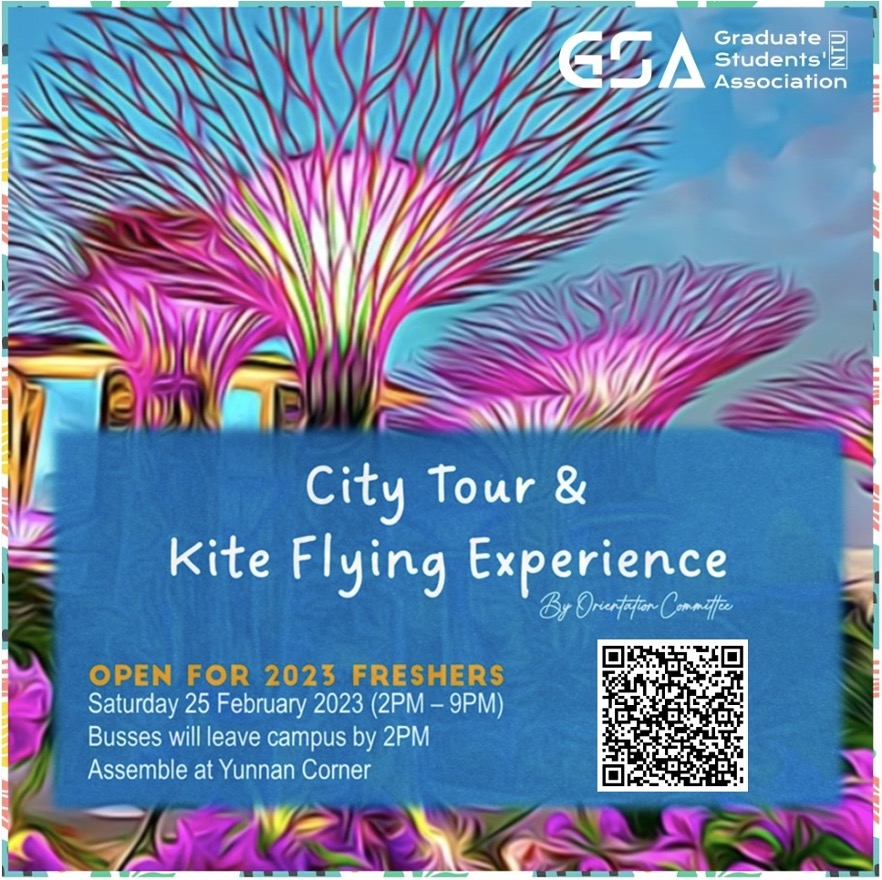 GSA Graduate Students' Association NTU
City Tour &
Kite Flying Experience
By Orientation Committee
OPEN FOR 2023 FRESHERS
Saturday 25 February 2023 (2PM – 9PM)
Busses will leave campus by 2PM
Assemble at Yunnan Corner